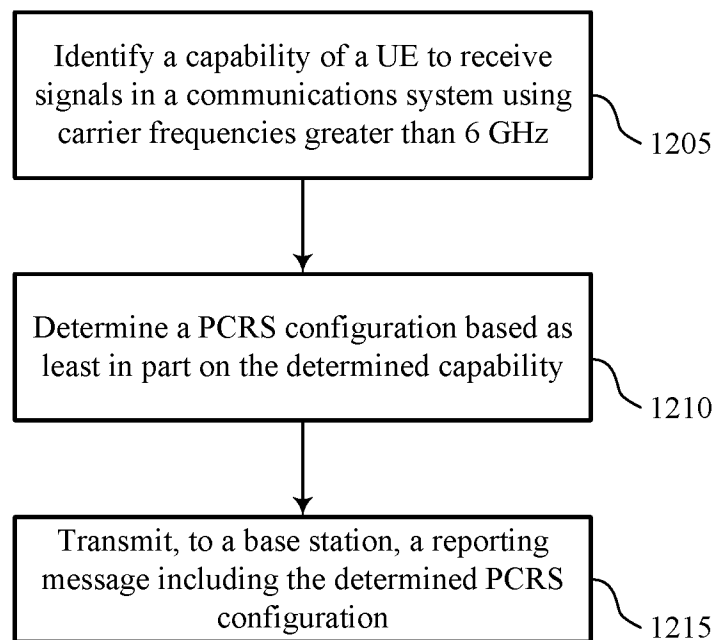 Identify a capability of a UE to receive
signals in a communications system using
carrier frequencies greater than 6 GHz
1205
Determine a PCRS configuration based as
least in part on the determined capability
1210
Transmit, to a base station, a reporting
message including the determined PCRS
configuration
1215